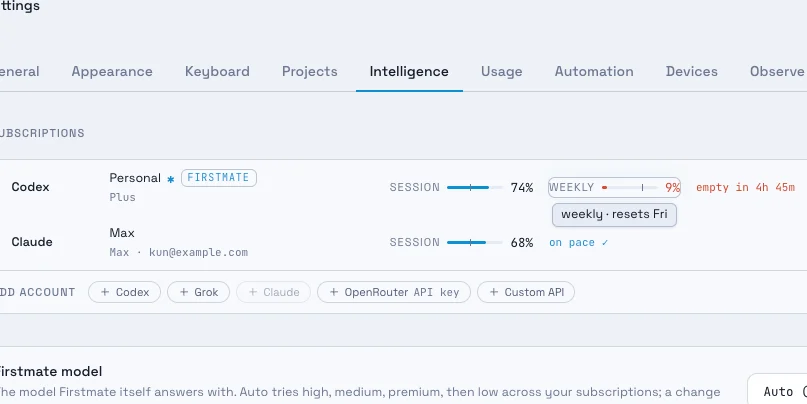 ttings
eneral Appearance Keyboard Projects Intelligence Usage Automation Devices Observe
UBSCRIPTIONS
Codex Personal * FIRSTMATE SESSION 74% WEEKLY 9% empty in 4h 45m
Plus
weekly · resets Fri
Claude Max SESSION 68% on pace ✓
Max · kun@example.com
DD ACCOUNT + Codex + Grok + Claude + OpenRouter API key + Custom API
irstmate model
he model Firstmate itself answers with. Auto tries high, medium, premium, then low across your subscriptions; a change
Auto (